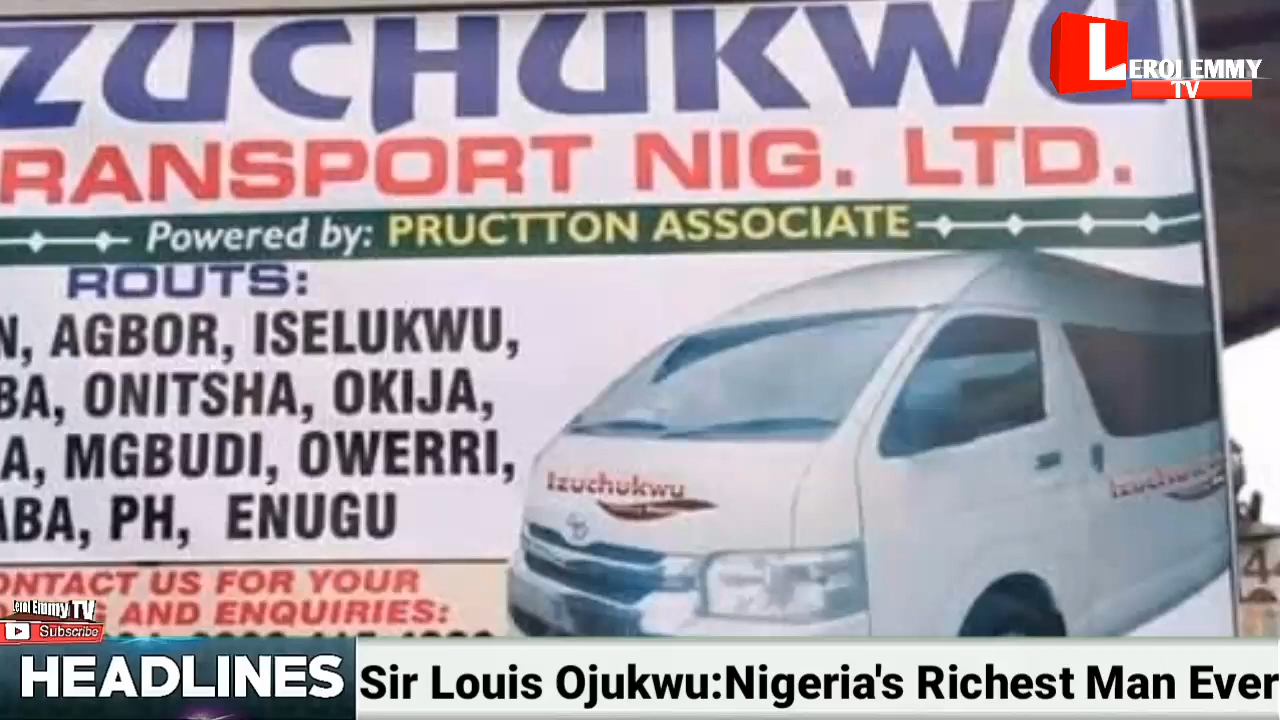 ZUCHUKWU
LEROI EMMY
TV
RANSPORT NIG. LTD.
Powered by: PRUCTTON ASSOCIATE
ROUTS:
N, AGBOR, ISELUKWU,
BA, ONITSHA, OKIJA,
A, MGBUDI, OWERRI,
ABA, PH, ENUGU
Izuchukwu
Izuchukwu
ONTACT US FOR YOUR
G AND ENQUIRIES:
Leroi Emmy TV
Subscribe
HEADLINES
Sir Louis Ojukwu:Nigeria's Richest Man Ever